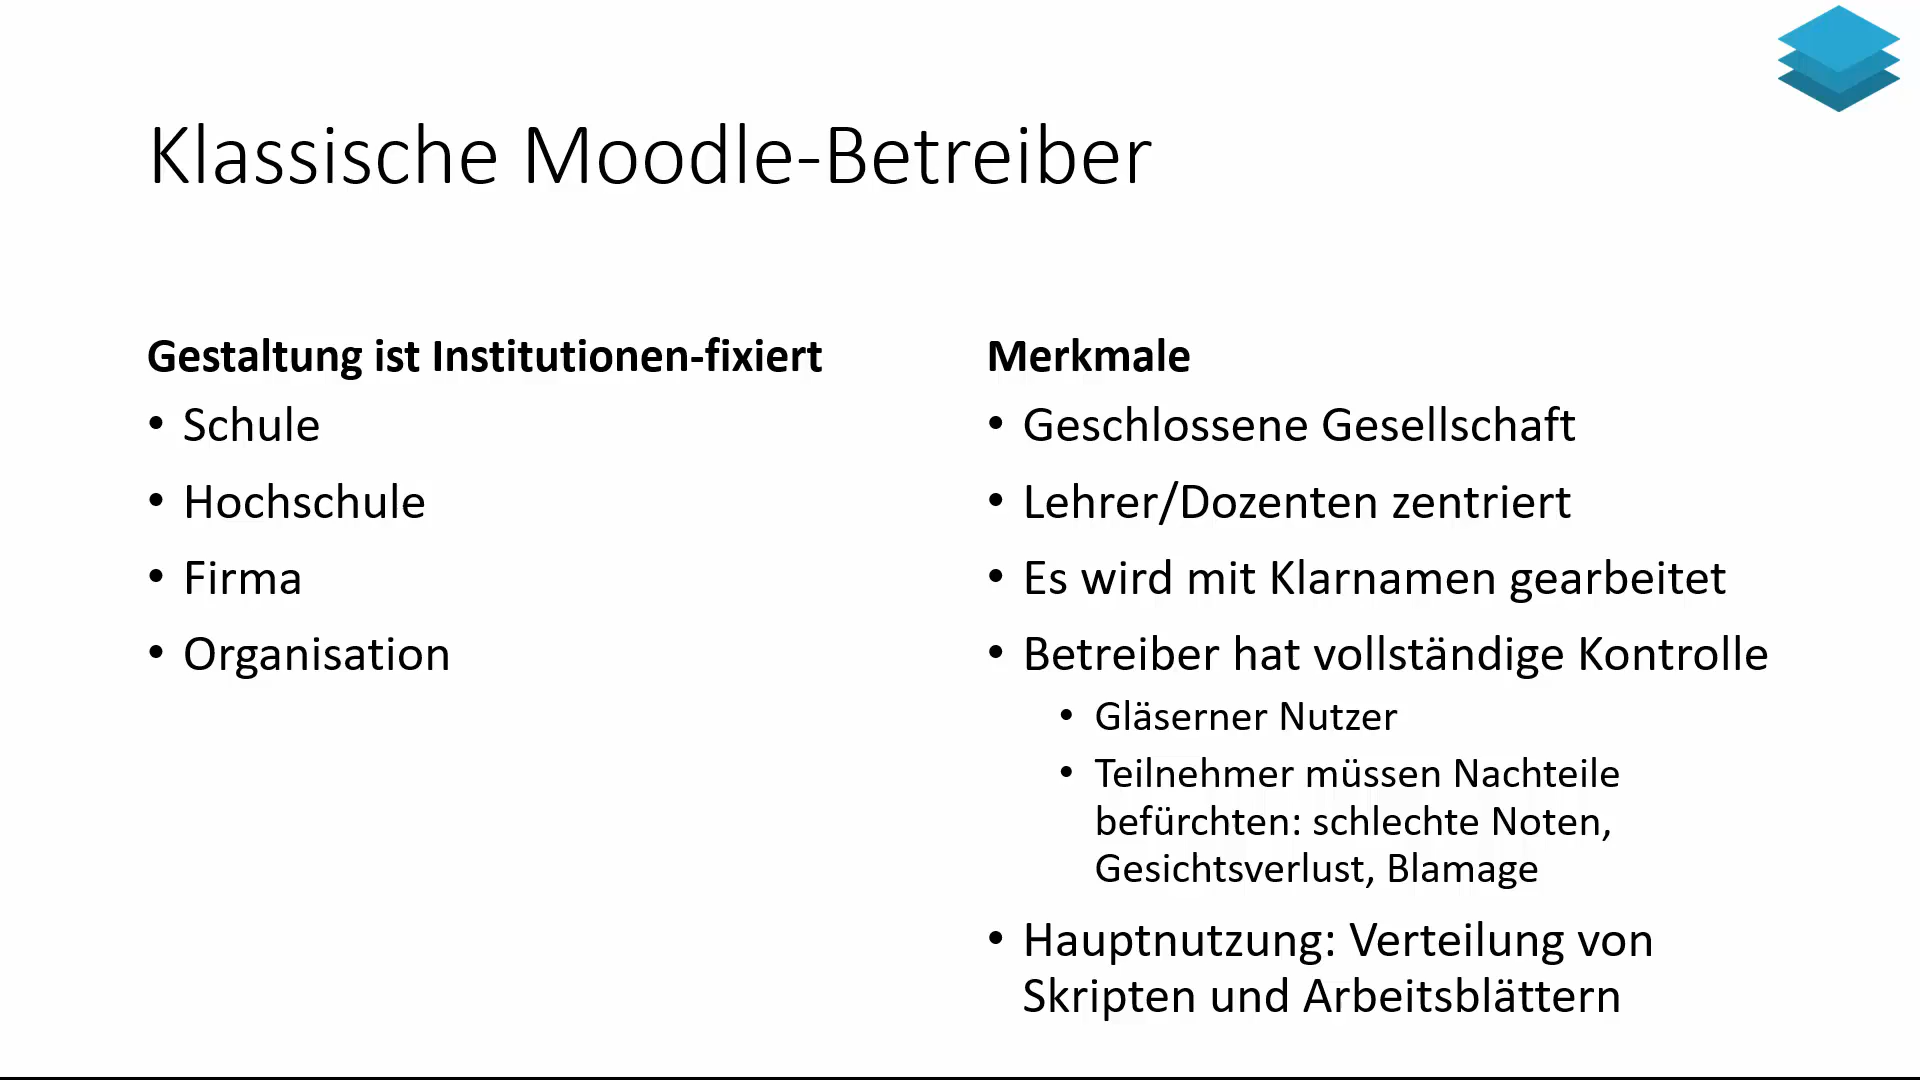 Klassische Moodle-Betreiber
Gestaltung ist Institutionen-fixiert
• Schule
• Hochschule
• Firma
• Organisation
Merkmale
• Geschlossene Gesellschaft
• Lehrer/Dozenten zentriert
• Es wird mit Klarnamen gearbeitet
• Betreiber hat vollständige Kontrolle
• Gläserner Nutzer
• Teilnehmer müssen Nachteile
befürchten: schlechte Noten,
Gesichtsverlust, Blamage
• Hauptnutzung: Verteilung von
Skripten und Arbeitsblättern